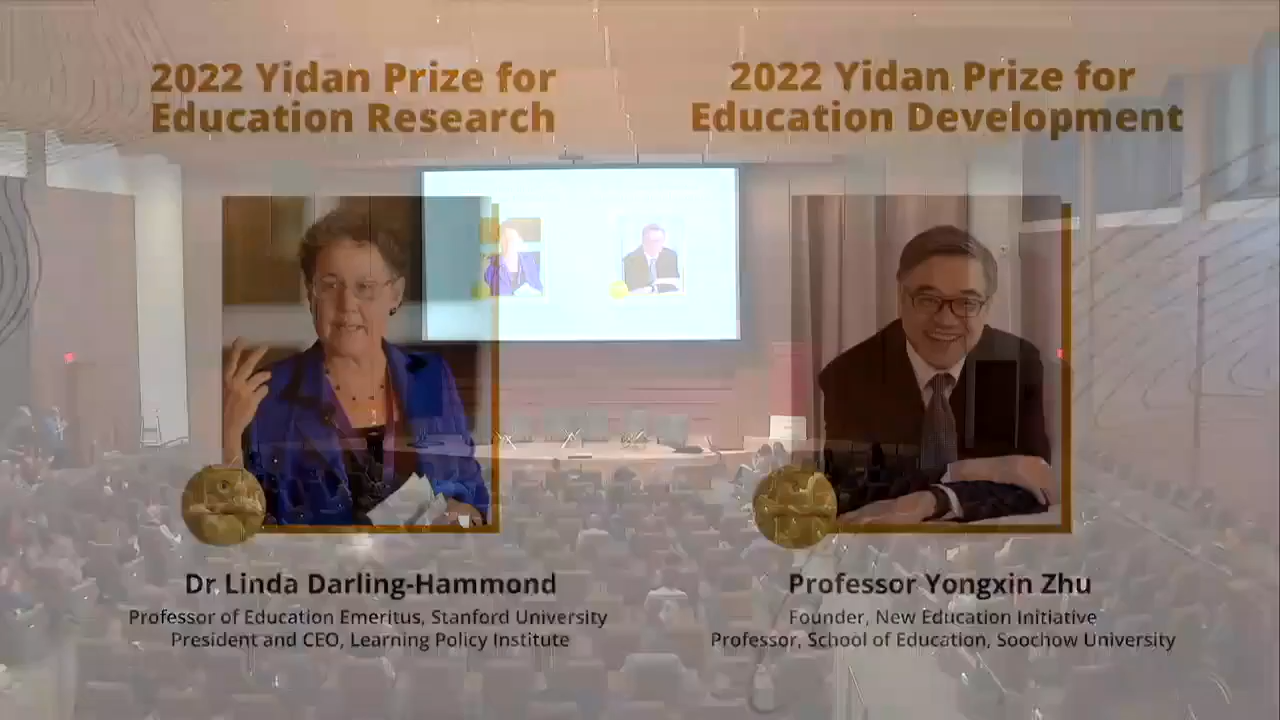 2022 Yidan Prize for
Education Research
Dr Linda Darling-Hammond
Professor of Education Emeritus, Stanford University
President and CEO, Learning Policy Institute
2022 Yidan Prize for
Education Development
Professor Yongxin Zhu
Founder, New Education Initiative
Professor, School of Education, Soochow University